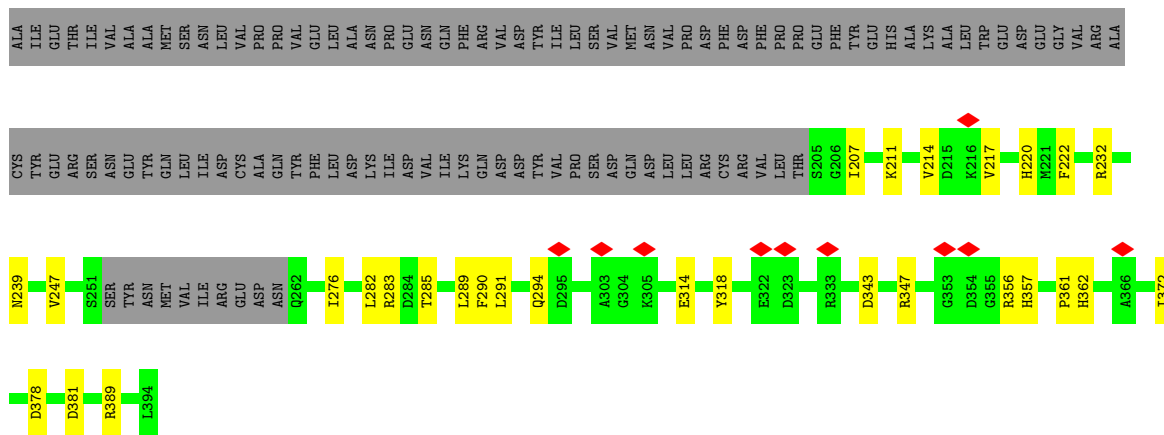 ALA ILE GLU THR ILE VAL ALA ALA MET SER ASN LEU VAL PRO PRO VAL GLU LEU ALA ASN PRO GLU ASN GLN PHE ARG VAL ASP TYR ILE LEU SER VAL MET ASN VAL PRO ASP PHE ASP PHE PRO PRO GLU PHE TYR GLU HIS ALA LYS ALA LEU TRP GLU ASP GLU GLY VAL ARG ALA
CYS TYR GLU ARG SER ASN GLU TYR GLN LEU ILE ASP CYS ALA GLN TYR PHE LEU ASP LYS ILE ASP VAL ILE LYS GLN ASP ASP TYR VAL PRO SER ASP GLN ASP LEU LEU ARG CYS ARG VAL LEU THR S205 G206 I207 K211 V214 D215 K216 V217 H220 M221 F222 R232
N239 V247 S251 SER TYR ASN MET VAL ILE ARG GLU ASP ASN Q262 I276 L282 R283 D284 T285 L289 F290 L291 Q294 D295 A303 G304 K305 E314 Y318 E322 D323 R333 D343 R347 G353 D354 G355 R356 H357 P361 H362 A366 I372
D378 D381 R389 L394